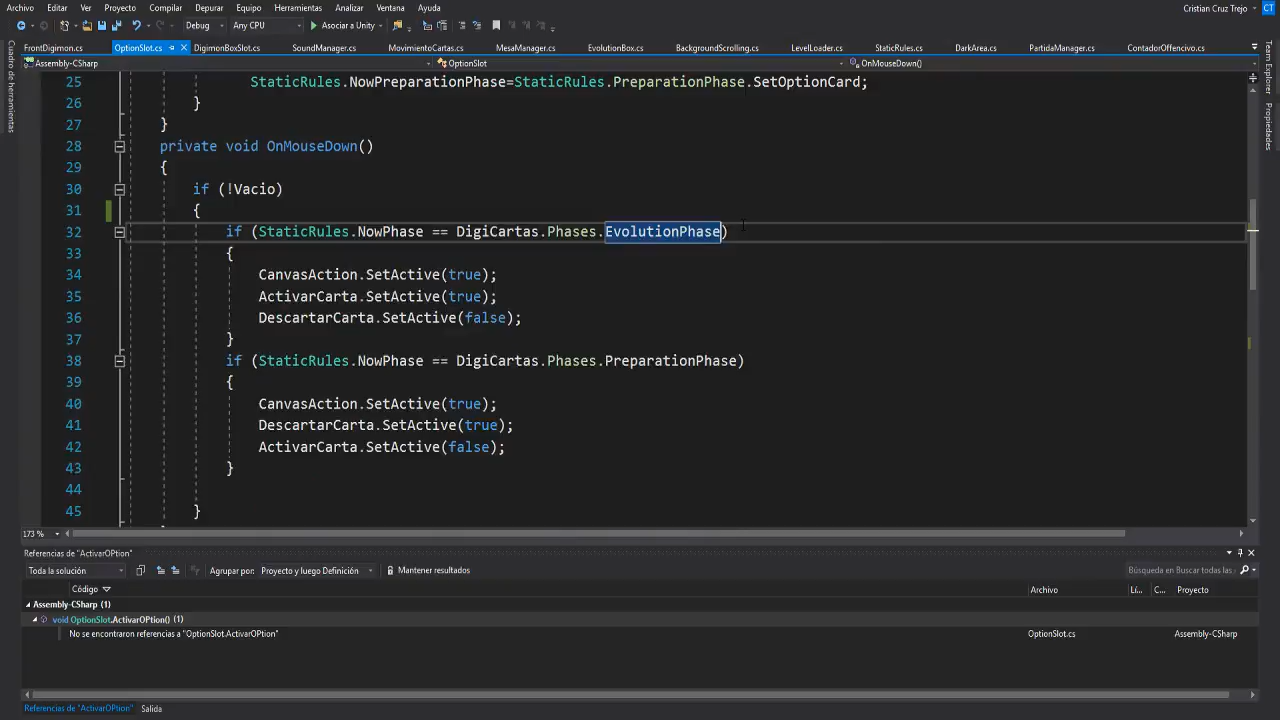 Archivo Editar Ver Proyecto Compilar Depurar Equipo Herramientas Analizar Ventana Ayuda Cristian Cruz Trejo CT
Debug Any CPU Asociar a Unity
FrontDigimon.cs OptionSlot.cs DigimonBoxSlot.cs SoundManager.cs MovimientoCartas.cs MesaManager.cs EvolutionBox.cs BackgroundScrolling.cs LevelLoader.cs StaticRules.cs DarkArea.cs PartidaManager.cs ContadorOffencivo.cs
Assembly-CSharp OptionSlot OnMouseDown()
Cuadro de herramientas
Team Explorer
Propiedades
25 StaticRules.NowPreparationPhase=StaticRules.PreparationPhase.SetOptionCard;
26 }
27 }
28 private void OnMouseDown()
29 {
30 if (!Vacio)
31 {
32 if (StaticRules.NowPhase == DigiCartas.Phases.EvolutionPhase)
33 {
34 CanvasAction.SetActive(true);
35 ActivarCarta.SetActive(true);
36 DescartarCarta.SetActive(false);
37 }
38 if (StaticRules.NowPhase == DigiCartas.Phases.PreparationPhase)
39 {
40 CanvasAction.SetActive(true);
41 DescartarCarta.SetActive(true);
42 ActivarCarta.SetActive(false);
43 }
44
45 }
173 %
Referencias de "ActivarOPtion"
Toda la solución Agrupar por: Proyecto y luego Definición Mantener resultados Búsqueda en Buscar todas las
Código Archivo Lí... C... Proyecto
Assembly-CSharp (1)
void OptionSlot.ActivarOPtion() (1)
No se encontraron referencias a "OptionSlot.ActivarOPtion" OptionSlot.cs Assembly-CSharp
Referencias de "ActivarOPtion" Salida